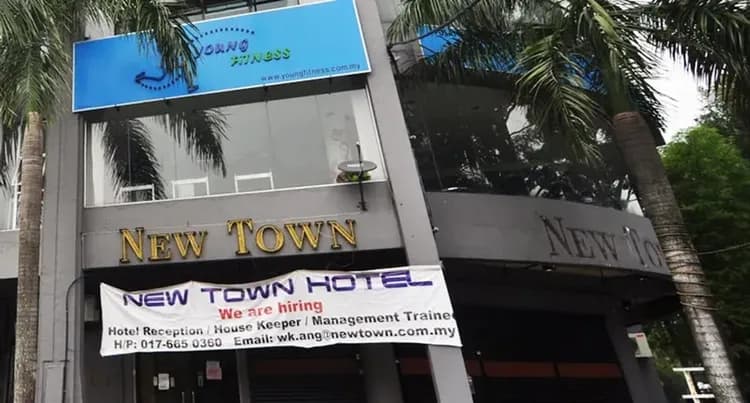 Young
Fitness
www.youngfitness.com.my
New Town
New Town
NEW TOWN HOTEL
We are hiring
Hotel Reception / House Keeper / Management Trainee
H/P: 017-665 0360 Email: wk.ang@newtown.com.my